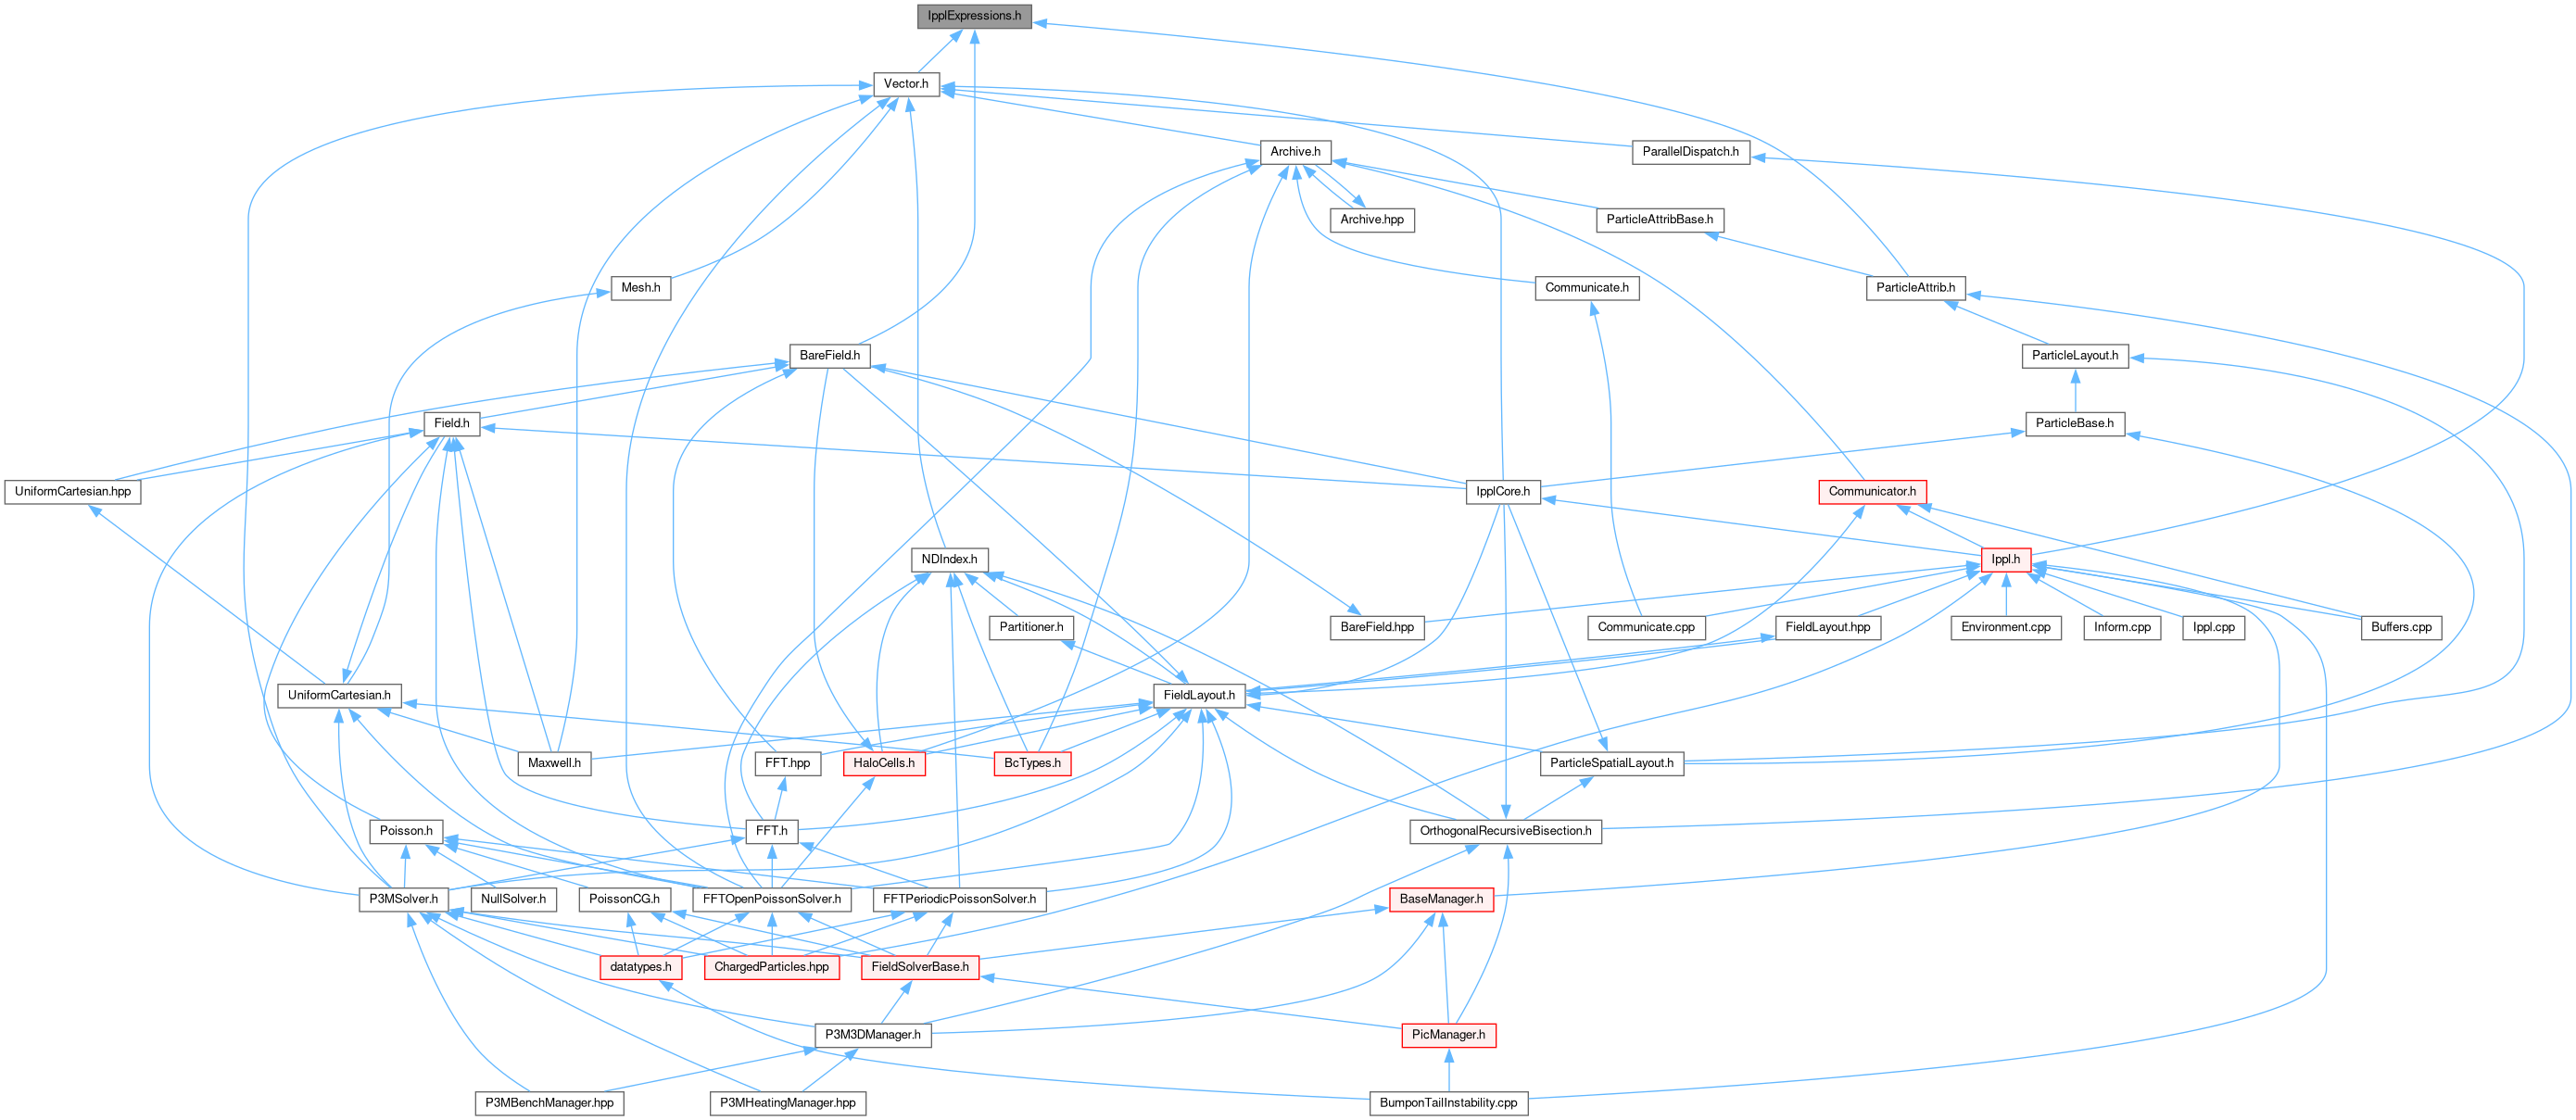 IpplExpressions.h
Vector.h
Archive.h
ParallelDispatch.h
Archive.hpp
ParticleAttribBase.h
Mesh.h
Communicate.h
ParticleAttrib.h
BareField.h
ParticleLayout.h
Field.h
ParticleBase.h
UniformCartesian.hpp
IpplCore.h
Communicator.h
NDIndex.h
Ippl.h
Partitioner.h
BareField.hpp
Communicate.cpp
FieldLayout.hpp
Environment.cpp
Inform.cpp
Ippl.cpp
Buffers.cpp
UniformCartesian.h
FieldLayout.h
Maxwell.h
FFT.hpp
HaloCells.h
BcTypes.h
ParticleSpatialLayout.h
Poisson.h
FFT.h
OrthogonalRecursiveBisection.h
P3MSolver.h
NullSolver.h
PoissonCG.h
FFTOpenPoissonSolver.h
FFTPeriodicPoissonSolver.h
BaseManager.h
datatypes.h
ChargedParticles.hpp
FieldSolverBase.h
P3M3DManager.h
PicManager.h
P3MBenchManager.hpp
P3MHeatingManager.hpp
BumponTailInstability.cpp